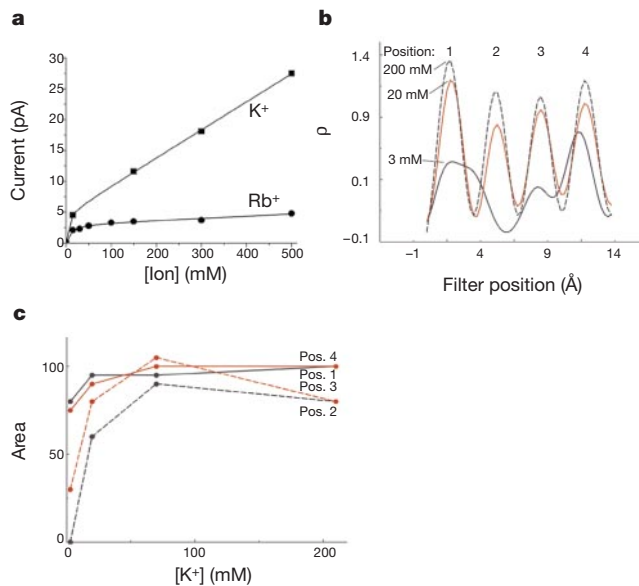 a
30
25
20
15
10
5
0
Current (pA)
K+
Rb+
0 100 200 300 400 500
[Ion] (mM)
b
1.4
0.9
0.1
−0.1
ρ
Position: 1 2 3 4
200 mM
20 mM
3 mM
−1 4 9 14
Filter position (Å)
c
100
50
0
Area
Pos. 4
Pos. 1
Pos. 3
Pos. 2
0 100 200
[K+] (mM)